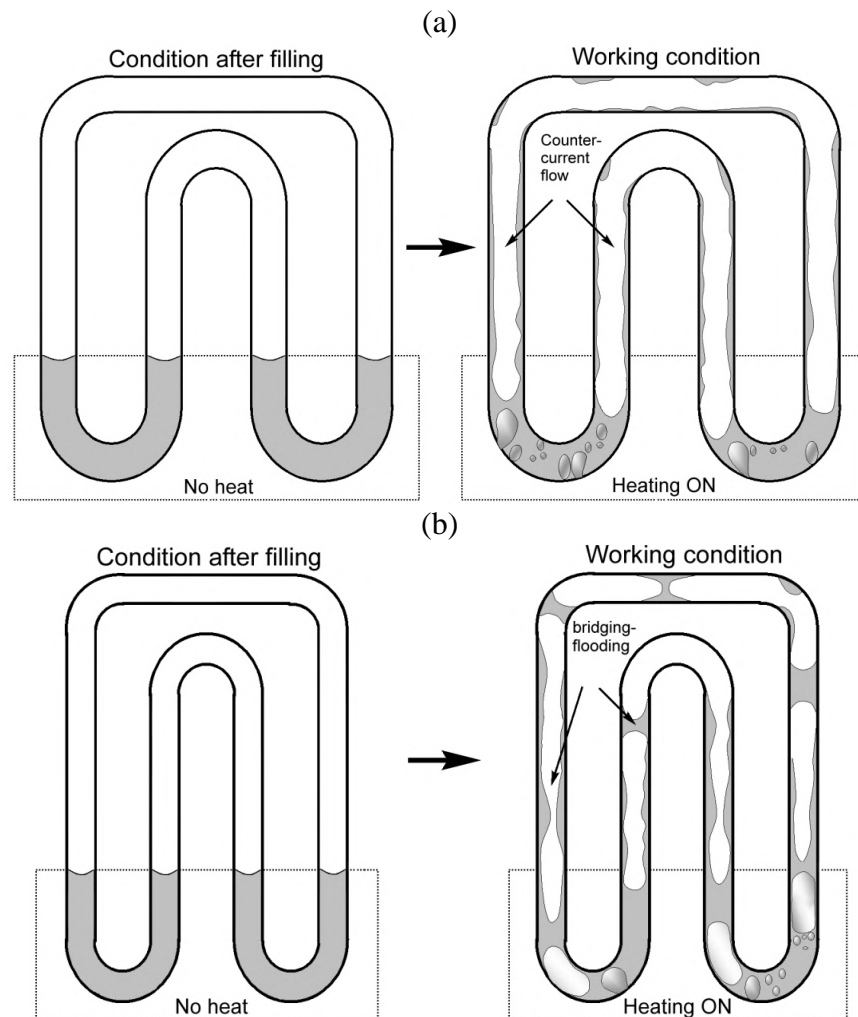 (a)
Condition after filling
Working condition
Counter-
current
flow
No heat
Heating ON
(b)
Condition after filling
Working condition
bridging-
flooding
No heat
Heating ON